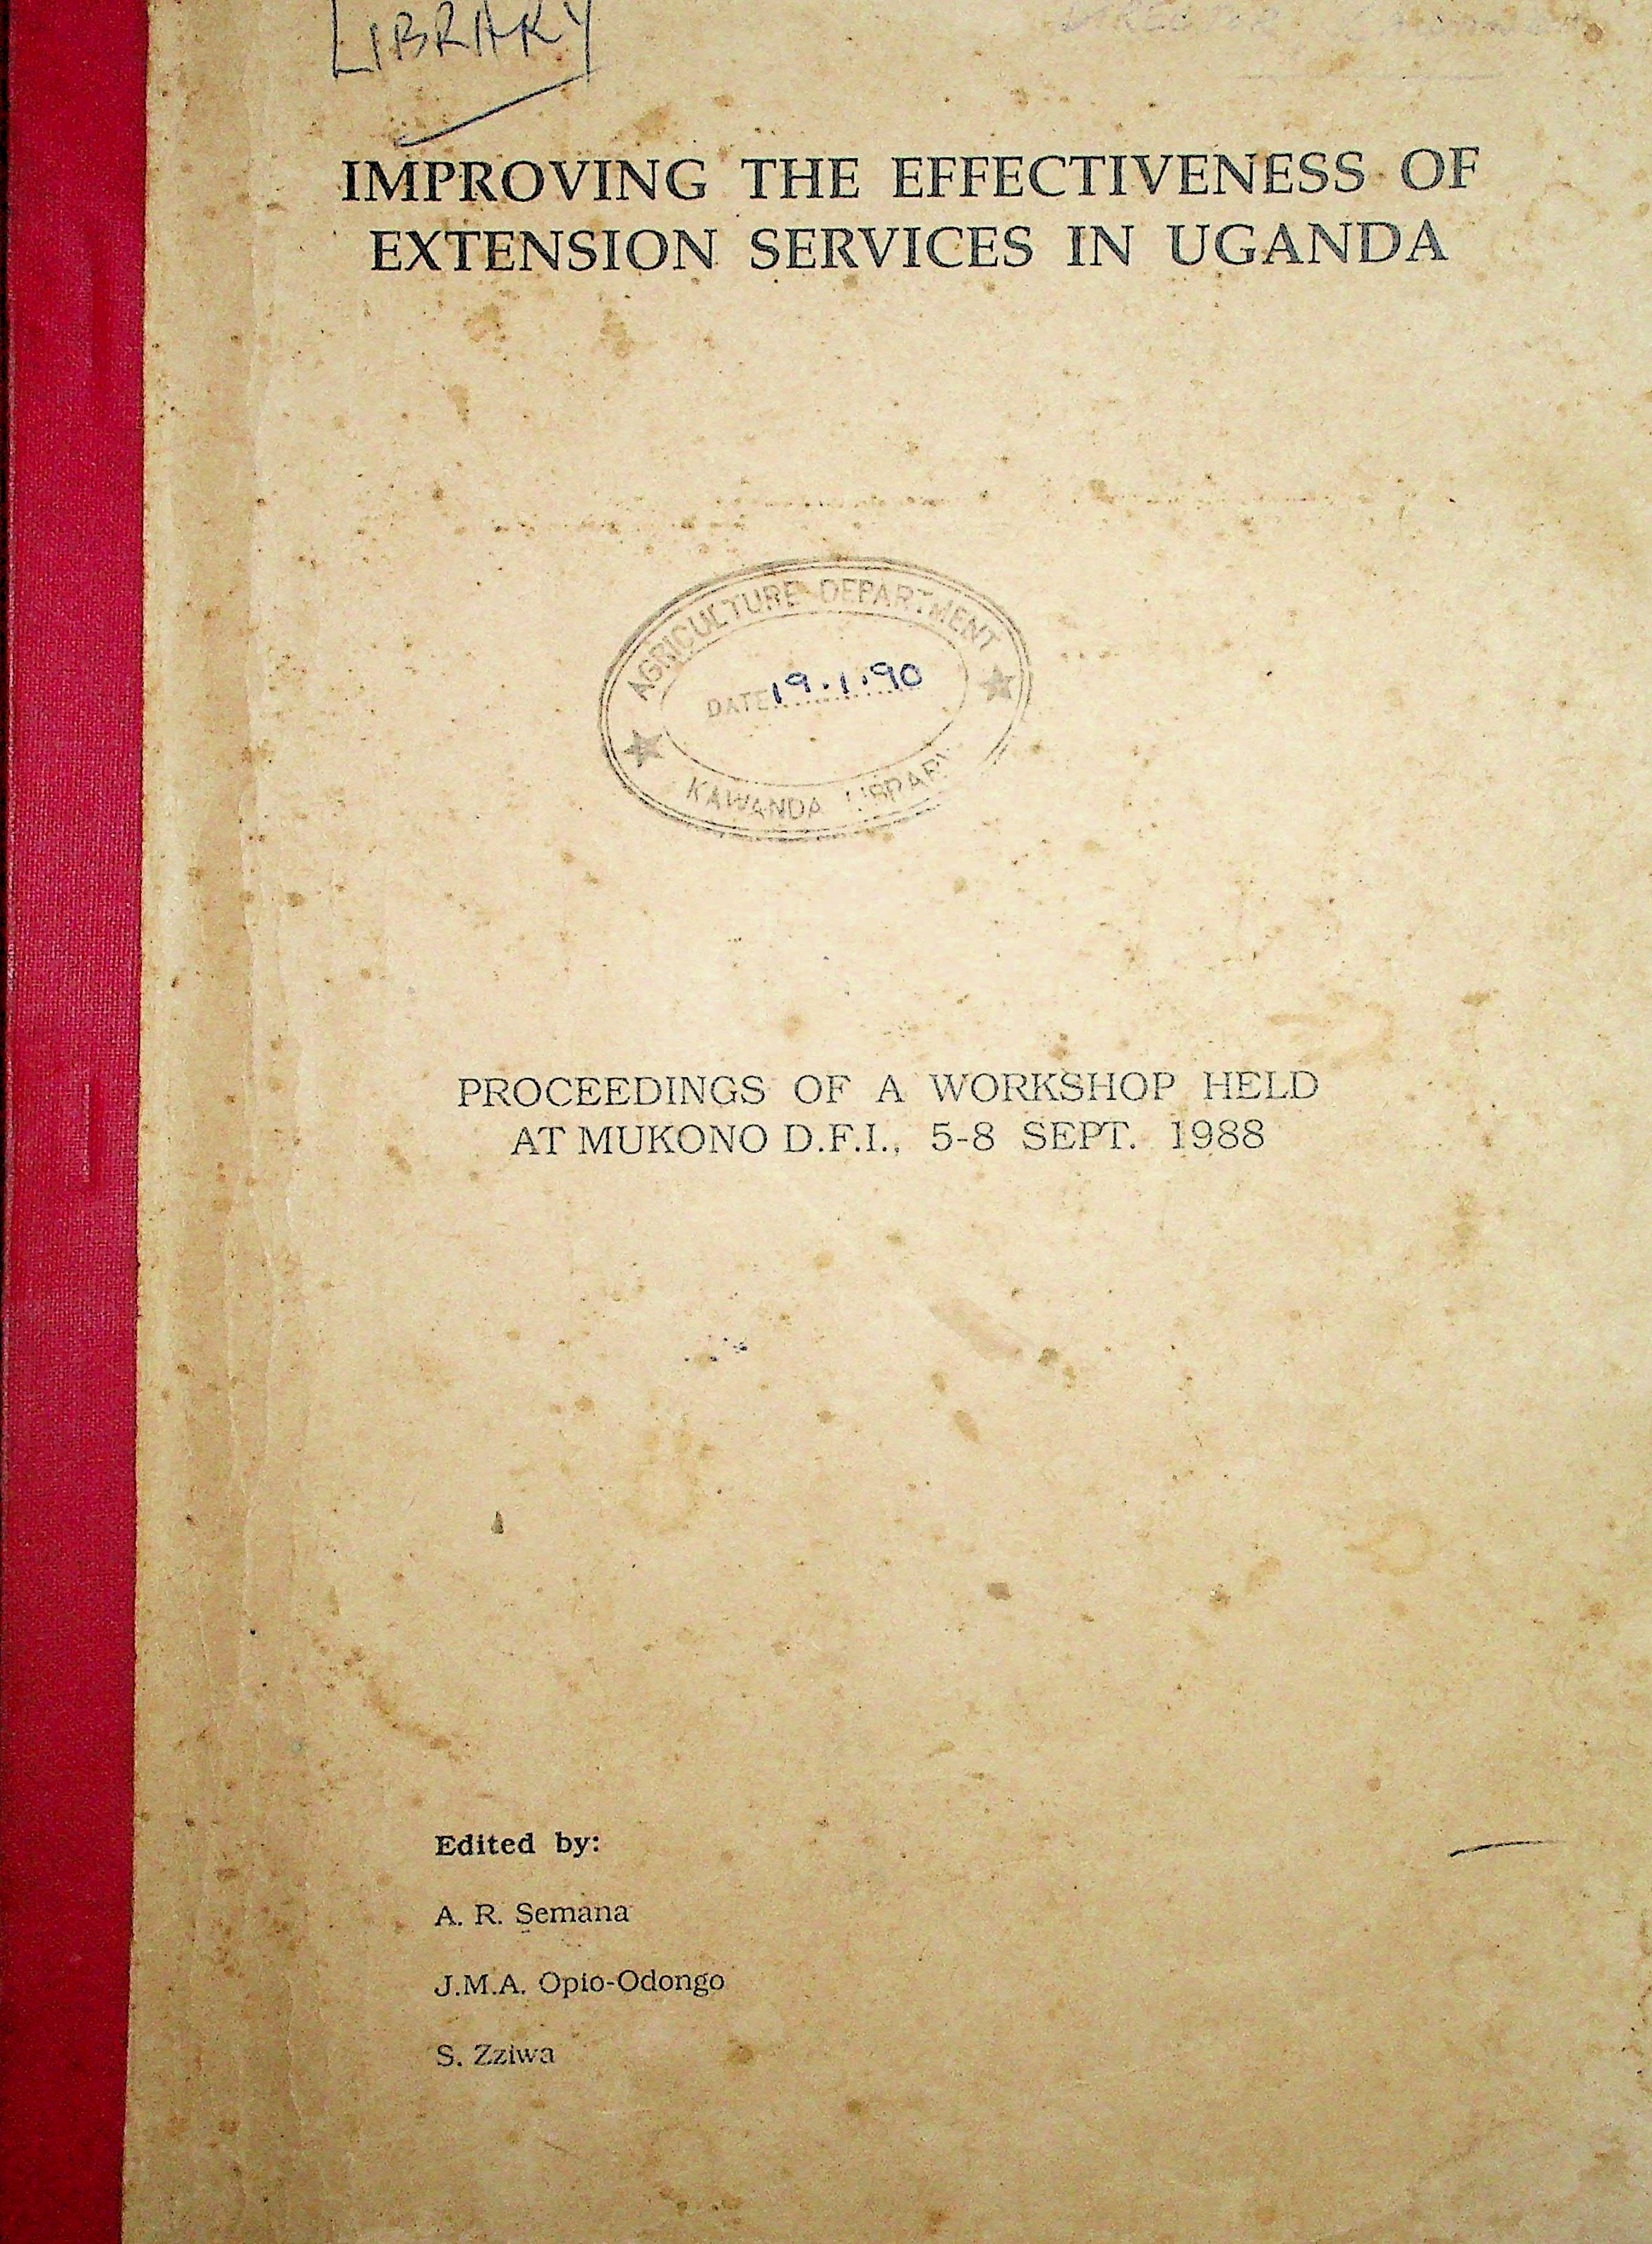 LIBRARY
IMPROVING THE EFFECTIVENESS OF
EXTENSION SERVICES IN UGANDA
AGRICULTURE DEPARTMENT
DATE 19.1.90
KAWANDA LIBRARY
PROCEEDINGS OF A WORKSHOP HELD
AT MUKONO D.F.I., 5-8 SEPT. 1988
Edited by:
A. R. Semana
J.M.A. Opio-Odongo
S. Zziwa